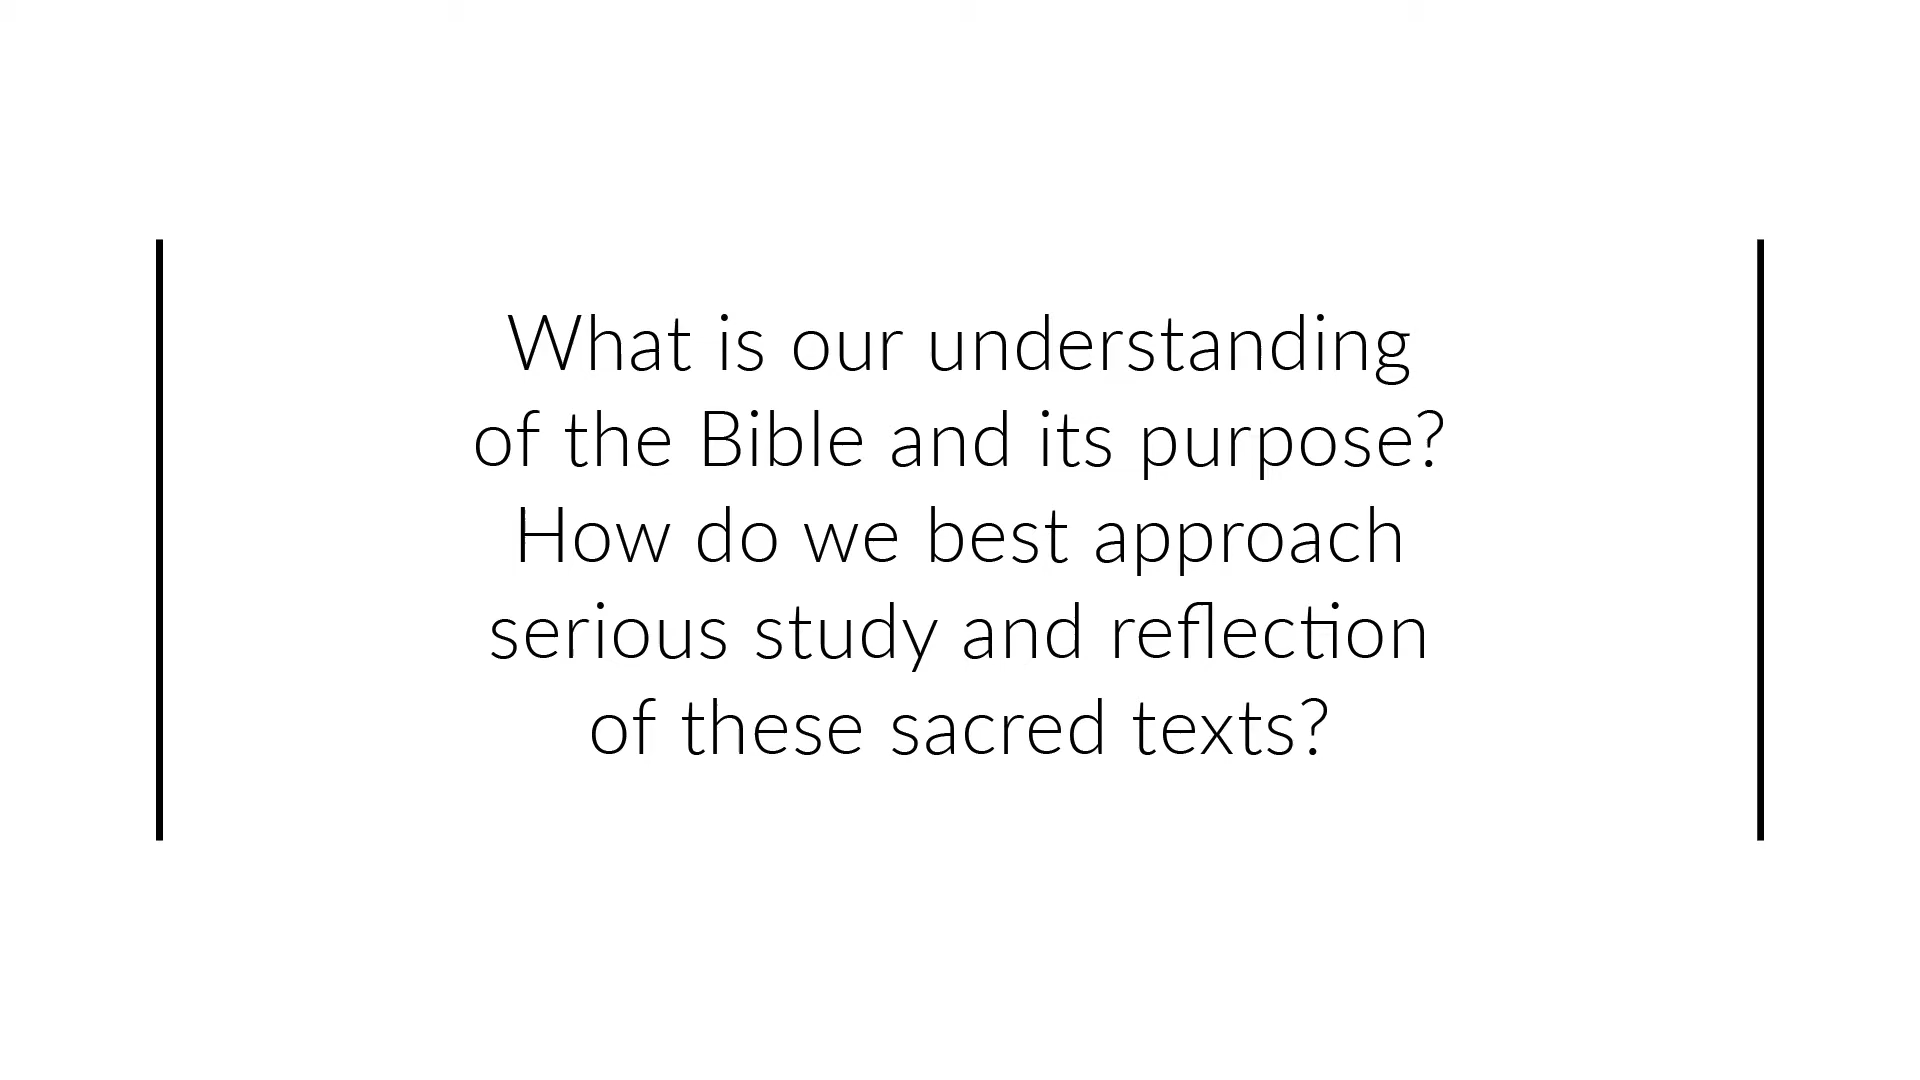 What is our understanding
of the Bible and its purpose?
How do we best approach
serious study and reflection
of these sacred texts?